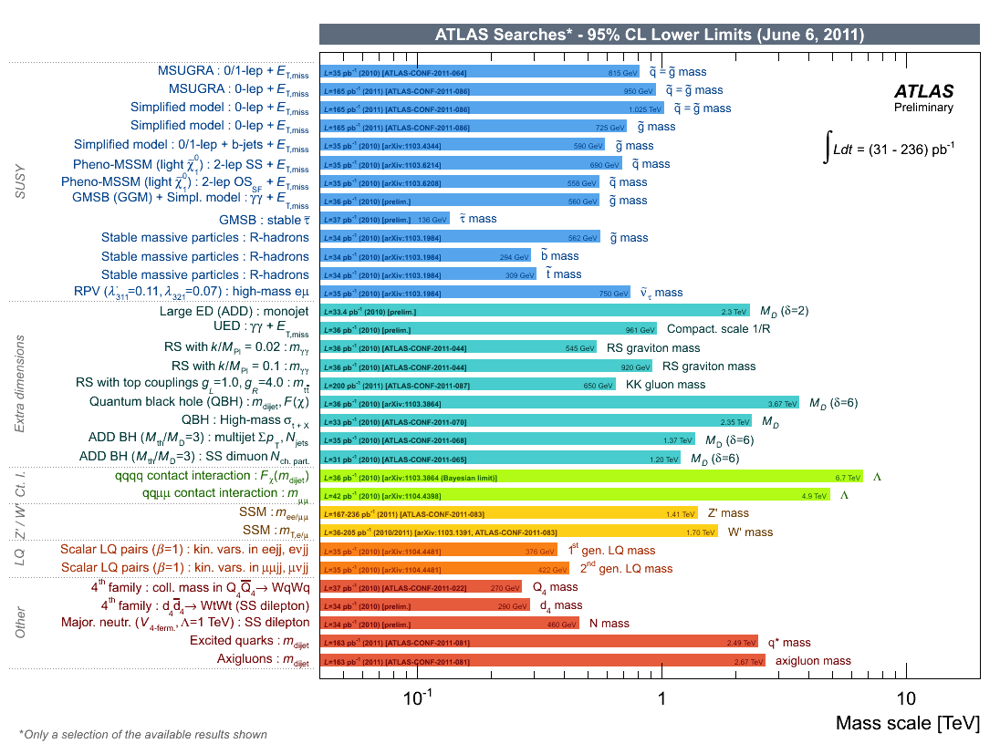 ATLAS Searches* - 95% CL Lower Limits (June 6, 2011)
ATLAS
Preliminary
∫Ldt = (31 - 236) pb⁻¹
SUSY
MSUGRA : 0/1-lep + E_T,miss L=35 pb⁻¹ (2010) [ATLAS-CONF-2011-064] 815 GeV q̃ = g̃ mass
MSUGRA : 0-lep + E_T,miss L=165 pb⁻¹ (2011) [ATLAS-CONF-2011-086] 950 GeV q̃ = g̃ mass
Simplified model : 0-lep + E_T,miss L=165 pb⁻¹ (2011) [ATLAS-CONF-2011-086] 1.025 TeV q̃ = g̃ mass
Simplified model : 0-lep + E_T,miss L=165 pb⁻¹ (2011) [ATLAS-CONF-2011-086] 725 GeV g̃ mass
Simplified model : 0/1-lep + b-jets + E_T,miss L=35 pb⁻¹ (2010) [arXiv:1103.4344] 590 GeV g̃ mass
Pheno-MSSM (light χ̃⁰₁) : 2-lep SS + E_T,miss L=35 pb⁻¹ (2010) [arXiv:1103.6214] 690 GeV q̃ mass
Pheno-MSSM (light χ̃⁰₁) : 2-lep OS_SF + E_T,miss L=35 pb⁻¹ (2010) [arXiv:1103.6208] 558 GeV q̃ mass
GMSB (GGM) + Simpl. model : γγ + E_T,miss L=36 pb⁻¹ (2010) [prelim.] 560 GeV g̃ mass
GMSB : stable τ̃ L=37 pb⁻¹ (2010) [prelim.] 136 GeV τ̃ mass
Stable massive particles : R-hadrons L=34 pb⁻¹ (2010) [arXiv:1103.1984] 562 GeV g̃ mass
Stable massive particles : R-hadrons L=34 pb⁻¹ (2010) [arXiv:1103.1984] 294 GeV b̃ mass
Stable massive particles : R-hadrons L=34 pb⁻¹ (2010) [arXiv:1103.1984] 309 GeV t̃ mass
RPV (λ'₃₁₁=0.11, λ₃₂₁=0.07) : high-mass eμ L=35 pb⁻¹ (2010) [arXiv:1103.1984] 750 GeV ν̃_τ mass
Extra dimensions
Large ED (ADD) : monojet L=33.4 pb⁻¹ (2010) [prelim.] 2.3 TeV M_D (δ=2)
UED : γγ + E_T,miss L=36 pb⁻¹ (2010) [prelim.] 961 GeV Compact. scale 1/R
RS with k/M_Pl = 0.02 : m_γγ L=36 pb⁻¹ (2010) [ATLAS-CONF-2011-044] 545 GeV RS graviton mass
RS with k/M_Pl = 0.1 : m_γγ L=36 pb⁻¹ (2010) [ATLAS-CONF-2011-044] 920 GeV RS graviton mass
RS with top couplings g_L=1.0, g_R=4.0 : m_tt̄ L=200 pb⁻¹ (2011) [ATLAS-CONF-2011-087] 650 GeV KK gluon mass
Quantum black hole (QBH) : m_dijet, F(χ) L=36 pb⁻¹ (2010) [arXiv:1103.3864] 3.67 TeV M_D (δ=6)
QBH : High-mass σ_t + X L=33 pb⁻¹ (2010) [ATLAS-CONF-2011-070] 2.35 TeV M_D
ADD BH (M_th/M_D=3) : multijet Σp_T, N_jets L=35 pb⁻¹ (2010) [ATLAS-CONF-2011-068] 1.37 TeV M_D (δ=6)
ADD BH (M_th/M_D=3) : SS dimuon N_ch. part. L=31 pb⁻¹ (2010) [ATLAS-CONF-2011-065] 1.20 TeV M_D (δ=6)
Ct. I.
qqqq contact interaction : F_χ(m_dijet) L=36 pb⁻¹ (2010) [arXiv:1103.3864 (Bayesian limit)] 6.7 TeV Λ
qqμμ contact interaction : m_μμ L=42 pb⁻¹ (2010) [arXiv:1104.4398] 4.9 TeV Λ
Z' / W'
SSM : m_ee/μμ L=167-236 pb⁻¹ (2011) [ATLAS-CONF-2011-083] 1.41 TeV Z' mass
SSM : m_T,e/μ L=36-205 pb⁻¹ (2010/2011) [arXiv:1103.1391, ATLAS-CONF-2011-083] 1.70 TeV W' mass
LQ
Scalar LQ pairs (β=1) : kin. vars. in eejj, eνjj L=35 pb⁻¹ (2010) [arXiv:1104.4481] 376 GeV 1st gen. LQ mass
Scalar LQ pairs (β=1) : kin. vars. in μμjj, μνjj L=35 pb⁻¹ (2010) [arXiv:1104.4481] 422 GeV 2nd gen. LQ mass
Other
4th family : coll. mass in Q₄Q̄₄→ WqWq L=37 pb⁻¹ (2010) [ATLAS-CONF-2011-022] 270 GeV Q₄ mass
4th family : d₄d̄₄→ WtWt (SS dilepton) L=34 pb⁻¹ (2010) [prelim.] 290 GeV d₄ mass
Major. neutr. (V_4-ferm., Λ=1 TeV) : SS dilepton L=34 pb⁻¹ (2010) [prelim.] 460 GeV N mass
Excited quarks : m_dijet L=163 pb⁻¹ (2011) [ATLAS-CONF-2011-081] 2.49 TeV q* mass
Axigluons : m_dijet L=163 pb⁻¹ (2011) [ATLAS-CONF-2011-081] 2.67 TeV axigluon mass
10⁻¹ 1 10
Mass scale [TeV]
*Only a selection of the available results shown